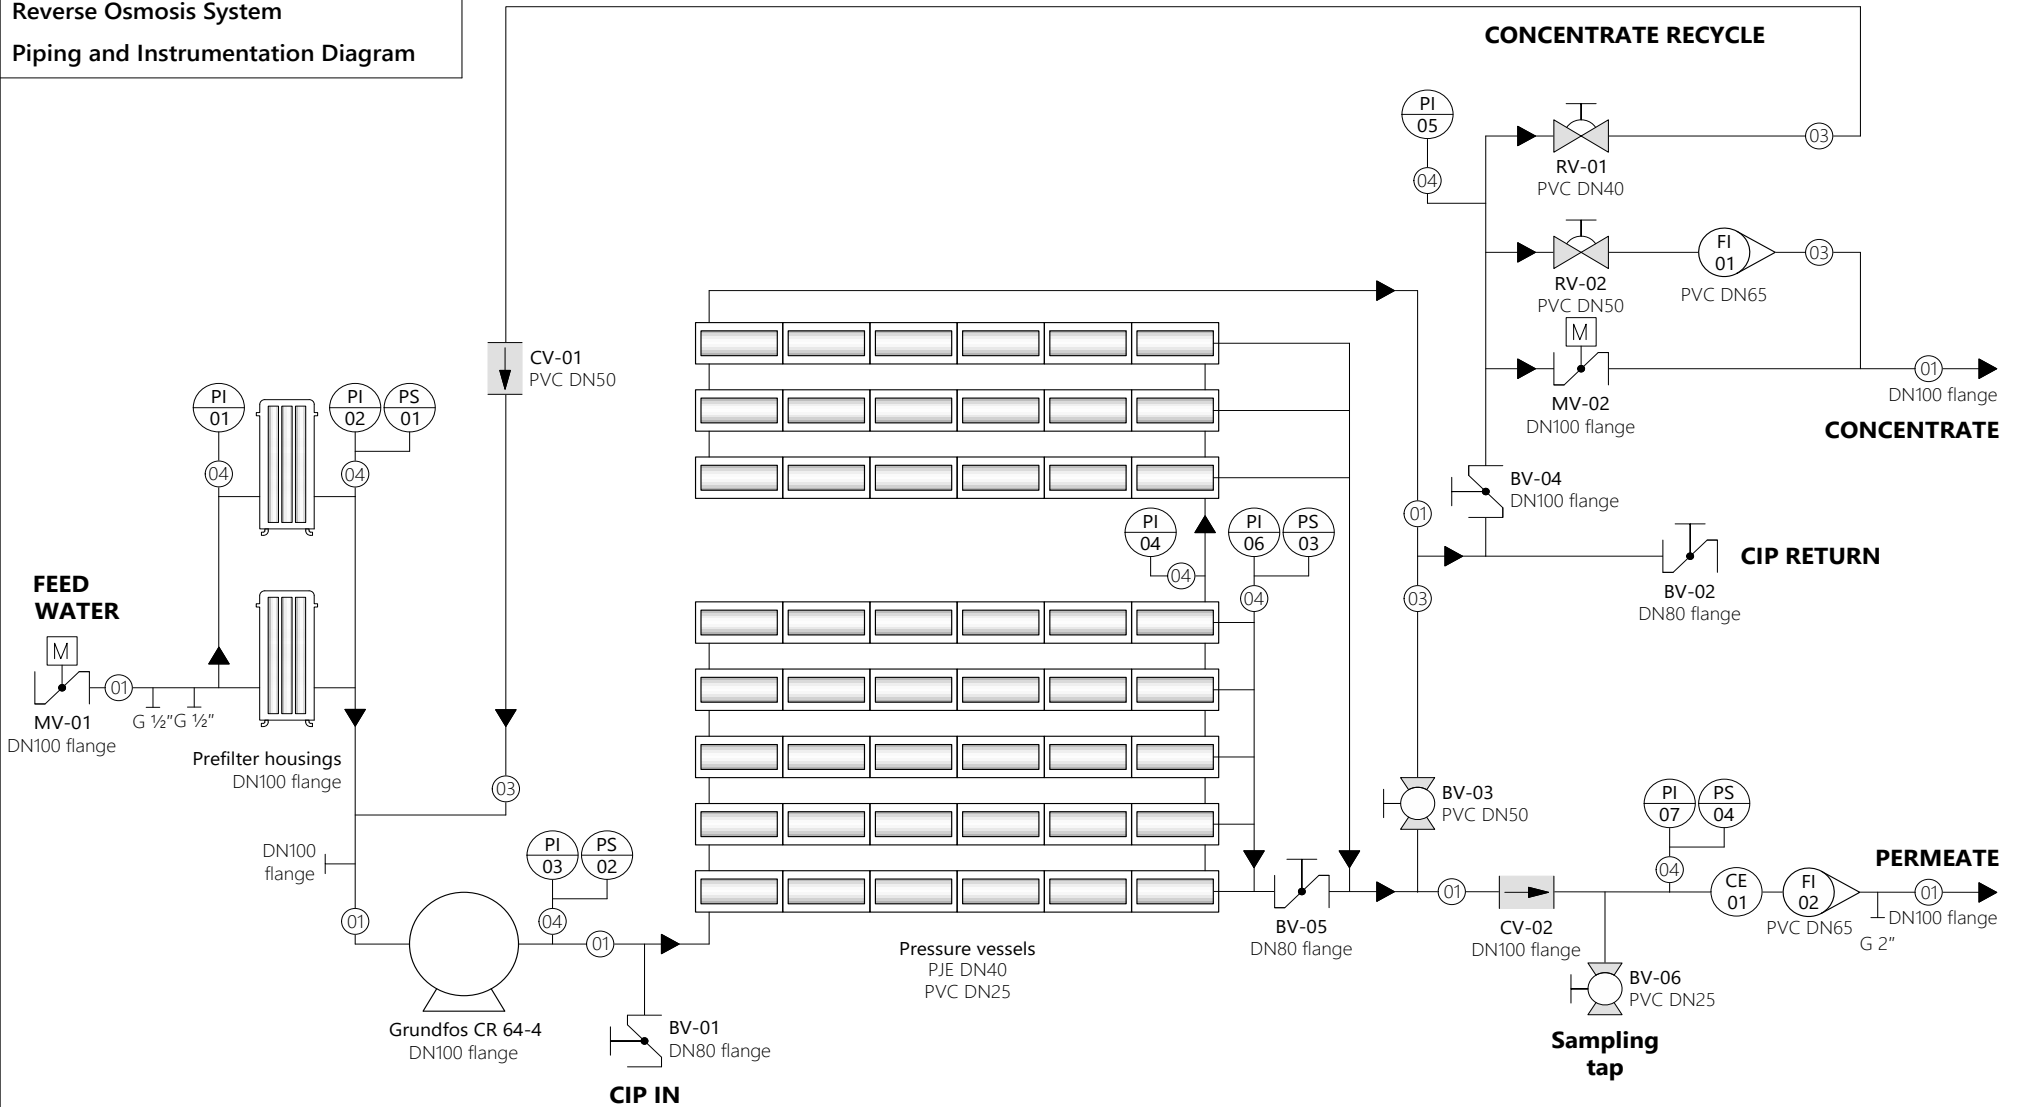 Reverse Osmosis System
Piping and Instrumentation Diagram
CONCENTRATE RECYCLE
PI
05
04
RV-01
PVC DN40
03
RV-02
PVC DN50
FI
01
PVC DN65
03
M
MV-02
DN100 flange
01
DN100 flange
CONCENTRATE
CV-01
PVC DN50
PI
01
04
PI
02
PS
01
04
BV-04
DN100 flange
01
PI
04
04
PI
06
PS
03
04
03
CIP RETURN
BV-02
DN80 flange
FEED
WATER
M
01
MV-01
DN100 flange
G ½"
G ½"
Prefilter housings
DN100 flange
03
DN100
flange
01
PI
03
PS
02
04
01
Grundfos CR 64-4
DN100 flange
BV-01
DN80 flange
CIP IN
Pressure vessels
PJE DN40
PVC DN25
BV-05
DN80 flange
BV-03
PVC DN50
01
CV-02
DN100 flange
PI
07
PS
04
04
CE
01
FI
02
PVC DN65
G 2"
PERMEATE
01
DN100 flange
BV-06
PVC DN25
Sampling
tap